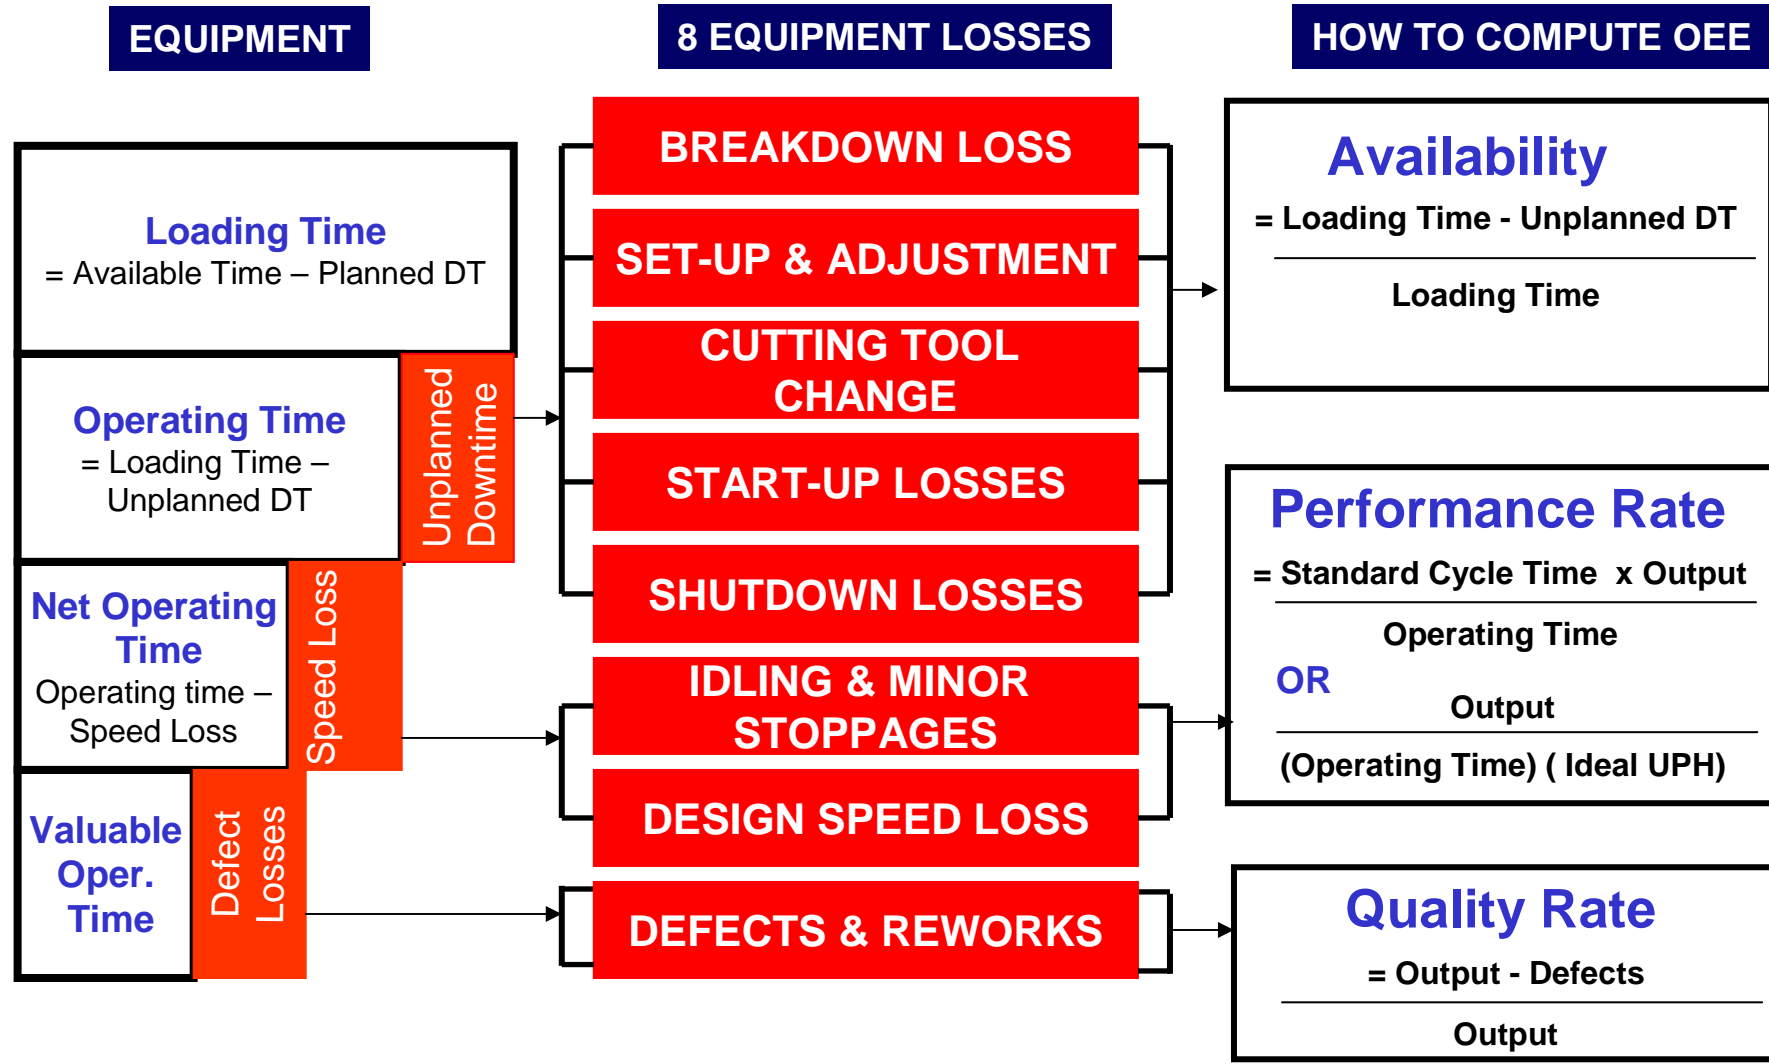 EQUIPMENT
8 EQUIPMENT LOSSES
HOW TO COMPUTE OEE
Loading Time
= Available Time – Planned DT
Operating Time
= Loading Time –
Unplanned DT
Unplanned
Downtime
Net Operating
Time
Operating time –
Speed Loss
Speed Loss
Valuable
Oper.
Time
Defect
Losses
BREAKDOWN LOSS
SET-UP & ADJUSTMENT
CUTTING TOOL
CHANGE
START-UP LOSSES
SHUTDOWN LOSSES
IDLING & MINOR
STOPPAGES
DESIGN SPEED LOSS
DEFECTS & REWORKS
Availability
= Loading Time - Unplanned DT
Loading Time
Performance Rate
= Standard Cycle Time x Output
Operating Time
OR
Output
(Operating Time) ( Ideal UPH)
Quality Rate
= Output - Defects
Output